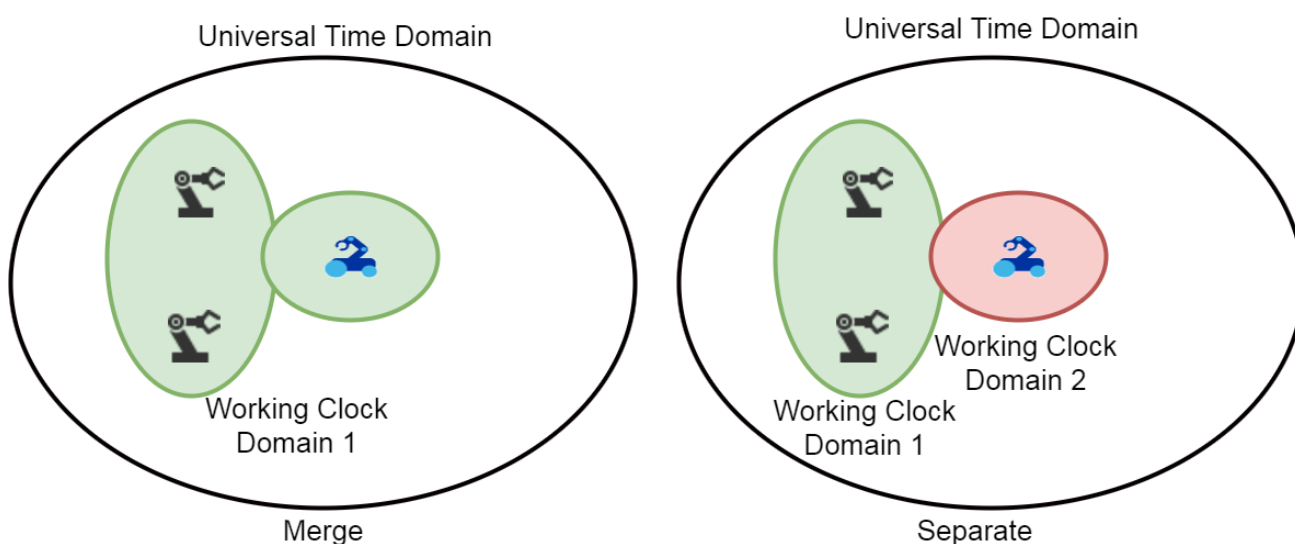 Universal Time Domain
Working Clock
Domain 1
Merge
Universal Time Domain
Working Clock
Domain 2
Working Clock
Domain 1
Separate